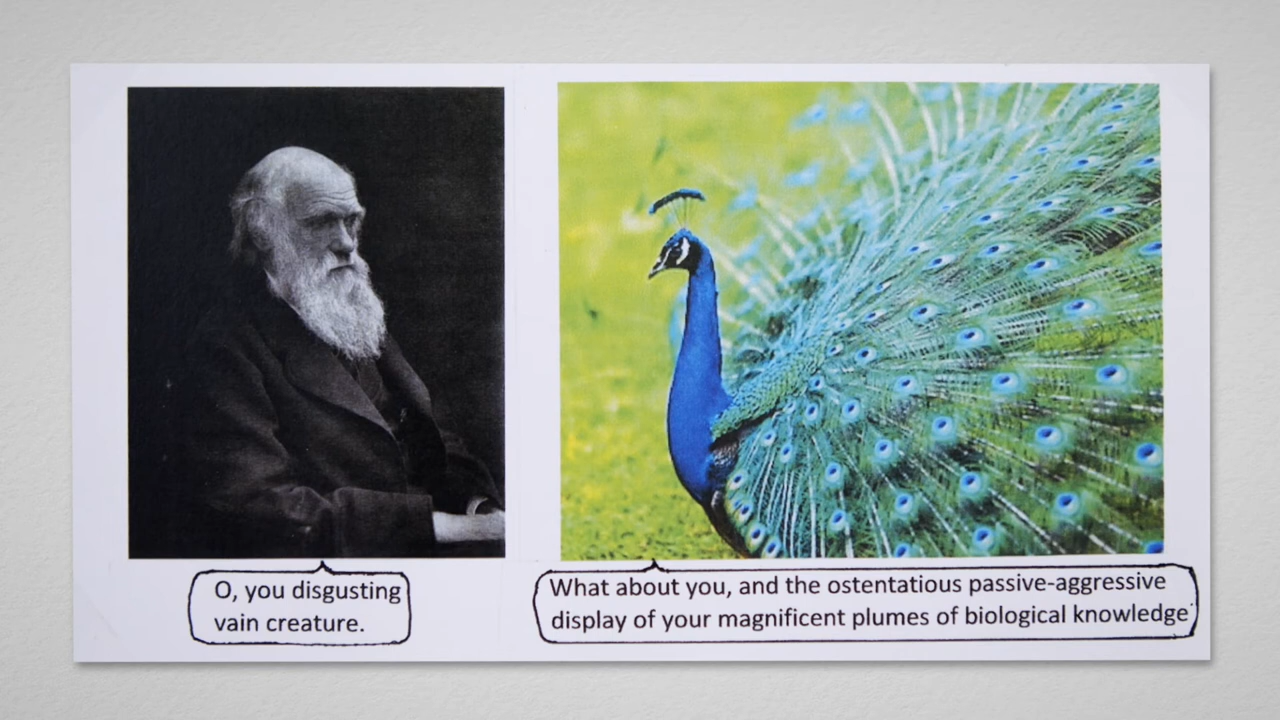 O, you disgusting
vain creature.
What about you, and the ostentatious passive-aggressive
display of your magnificent plumes of biological knowledge